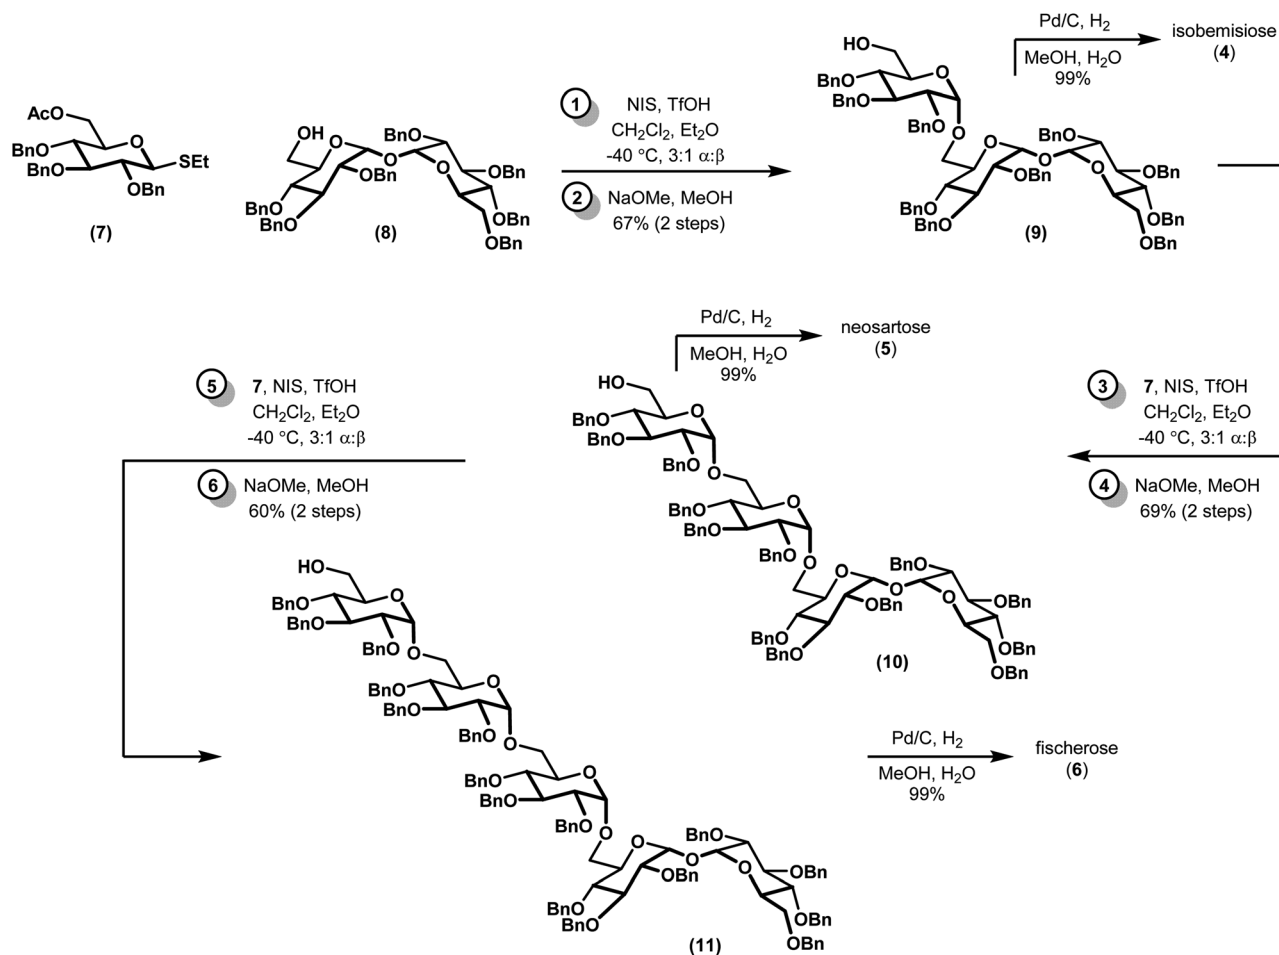 Pd/C, H2
MeOH, H2O
99%
isobemisiose
(4)
HO
O
BnO
BnO
BnO
O
BnO
O
O
O
BnO
OBn
OBn
BnO
OBn
OBn
(9)
AcO
BnO
BnO
O
SEt
OBn
(7)
OH
O
O
BnO
O
OBn
OBn
BnO
BnO
OBn
OBn
(8)
1
NIS, TfOH
CH2Cl2, Et2O
-40 °C, 3:1 α:β
2
NaOMe, MeOH
67% (2 steps)
Pd/C, H2
MeOH, H2O
99%
neosartose
(5)
5
7, NIS, TfOH
CH2Cl2, Et2O
-40 °C, 3:1 α:β
6
NaOMe, MeOH
60% (2 steps)
3
7, NIS, TfOH
CH2Cl2, Et2O
-40 °C, 3:1 α:β
4
NaOMe, MeOH
69% (2 steps)
HO
BnO
O
BnO
BnO
O
BnO
O
BnO
BnO
O
O
O
BnO
O
OBn
OBn
BnO
BnO
OBn
OBn
(10)
HO
BnO
O
BnO
BnO
O
BnO
O
BnO
BnO
O
BnO
O
BnO
BnO
O
O
O
BnO
O
OBn
OBn
BnO
BnO
OBn
OBn
(11)
Pd/C, H2
MeOH, H2O
99%
fischerose
(6)